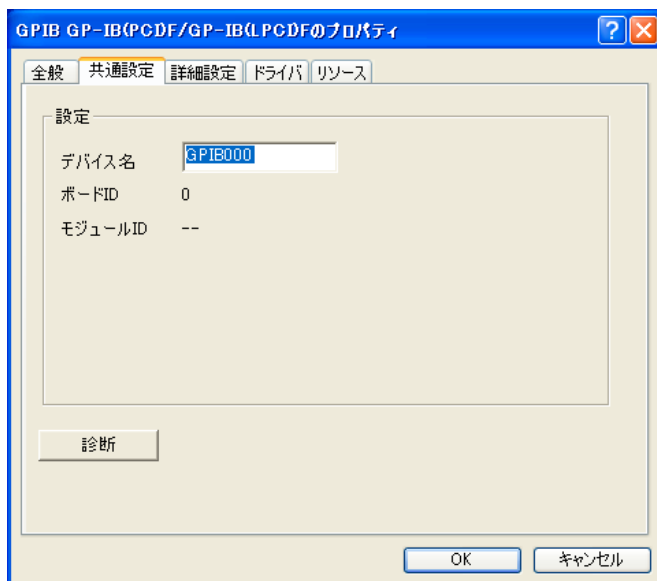 GPIB GP-IB(PCI)F/GP-IB(LPCI)Fのプロパティ
全般 共通設定 詳細設定 ドライバ リソース
設定
デバイス名 GPIB000
ボードID 0
モジュールID --
診断
OK キャンセル